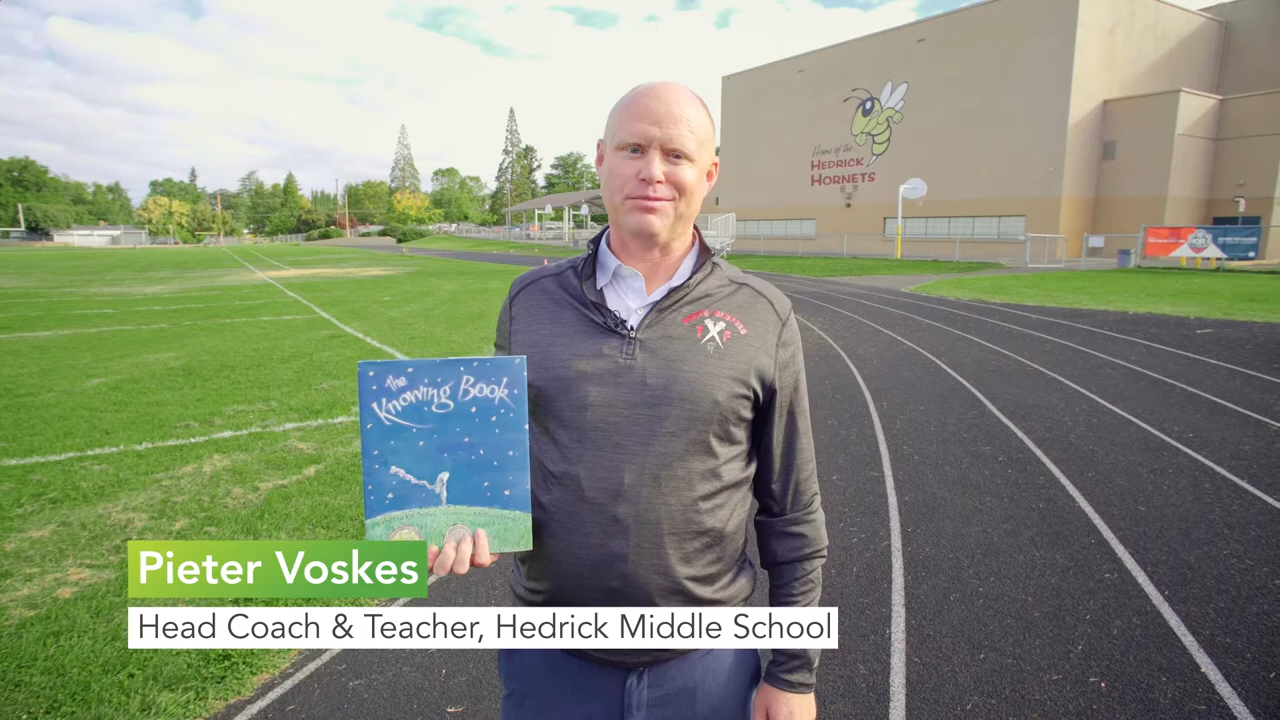 Home of the
HEDRICK
HORNETS
the
Knowing Book
Pieter Voskes
Head Coach & Teacher, Hedrick Middle School